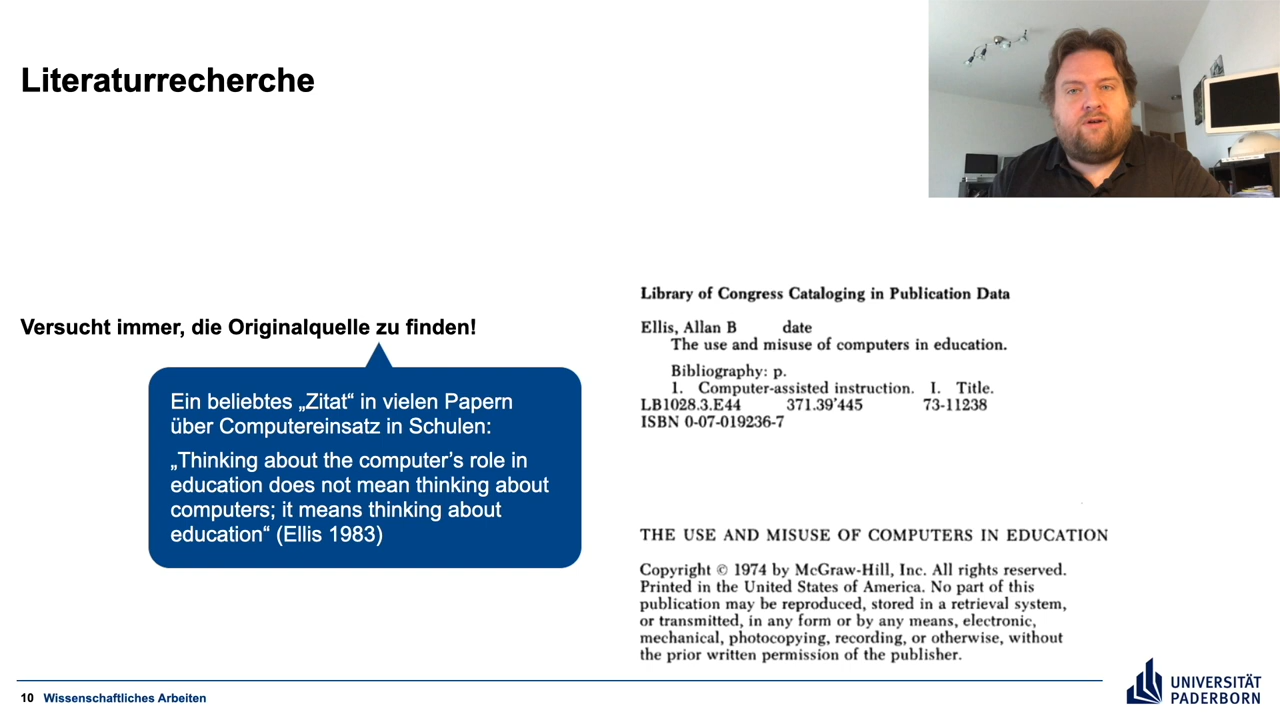 Literaturrecherche
Versucht immer, die Originalquelle zu finden!
Ein beliebtes „Zitat“ in vielen Papern
über Computereinsatz in Schulen:
„Thinking about the computer’s role in
education does not mean thinking about
computers; it means thinking about
education“ (Ellis 1983)
Library of Congress Cataloging in Publication Data
Ellis, Allan B date
The use and misuse of computers in education.
Bibliography: p.
1. Computer-assisted instruction. I. Title.
LB1028.3.E44 371.39’445 73-11238
ISBN 0-07-019236-7
THE USE AND MISUSE OF COMPUTERS IN EDUCATION
Copyright © 1974 by McGraw-Hill, Inc. All rights reserved.
Printed in the United States of America. No part of this
publication may be reproduced, stored in a retrieval system,
or transmitted, in any form or by any means, electronic,
mechanical, photocopying, recording, or otherwise, without
the prior written permission of the publisher.
10 Wissenschaftliches Arbeiten
UNIVERSITÄT
PADERBORN